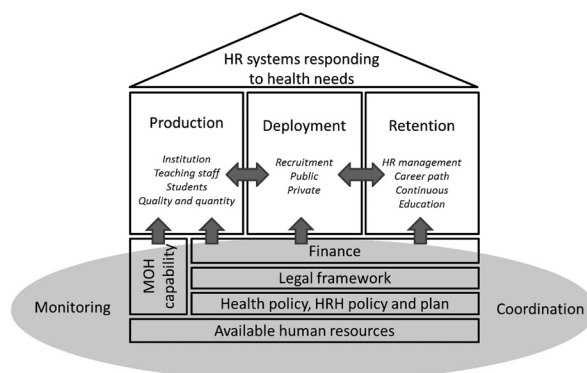 HR systems responding
to health needs
Production
Institution
Teaching staff
Students
Quality and quantity
Deployment
Recruitment
Public
Private
Retention
HR management
Career path
Continuous
Education
MOH
capability
Finance
Legal framework
Health policy, HRH policy and plan
Available human resources
Monitoring
Coordination